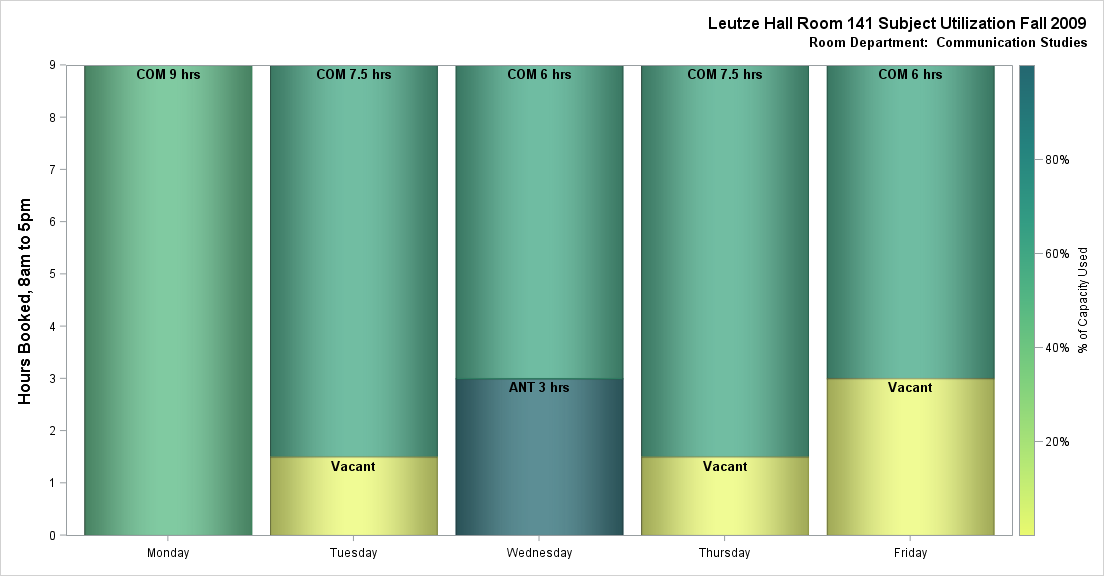 Leutze Hall Room 141 Subject Utilization Fall 2009
Room Department:  Communication Studies
Hours Booked, 8am to 5pm
9
8
7
6
5
4
3
2
1
0
COM 9 hrs
COM 7.5 hrs
Vacant
COM 6 hrs
ANT 3 hrs
COM 7.5 hrs
Vacant
COM 6 hrs
Vacant
Monday
Tuesday
Wednesday
Thursday
Friday
80%
60%
40%
20%
% of Capacity Used